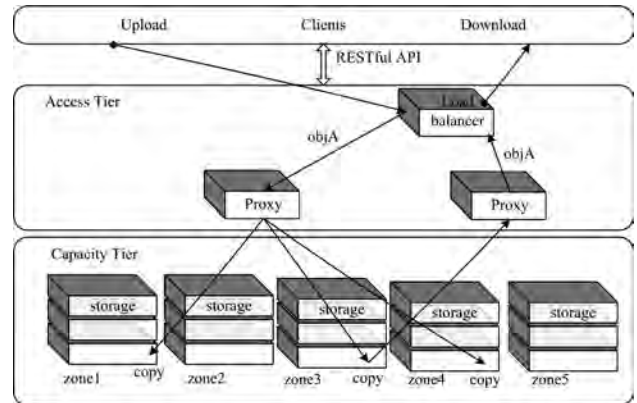 Upload Clients Download
RESTful API
Access Tier
Load
balancer
objA
objA
Proxy
Proxy
Capacity Tier
storage storage storage storage storage
copy copy copy
zone1 zone2 zone3 zone4 zone5